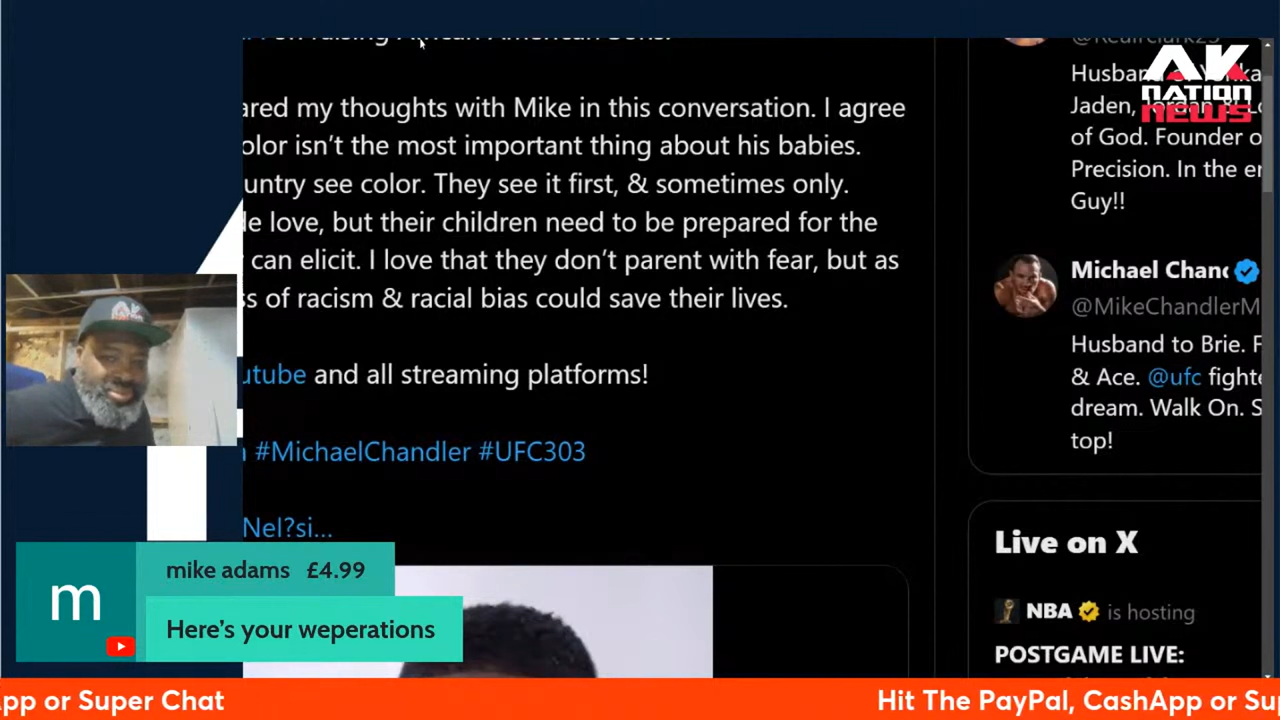 African American Sons.
ared my thoughts with Mike in this conversation. I agree
olor isn't the most important thing about his babies.
untry see color. They see it first, & sometimes only.
de love, but their children need to be prepared for the
can elicit. I love that they don't parent with fear, but as
ss of racism & racial bias could save their lives.
utube and all streaming platforms!
#MichaelChandler #UFC303
Nel?si...
Husband
Jaden,
of God. Founder o
Precision. In the e
Guy!!
Michael Chan
@MikeChandlerM
Husband to Brie. F
& Ace. @ufc fighte
dream. Walk On. S
top!
Live on X
NBA is hosting
POSTGAME LIVE:
AK
NATION
NEWS
m
mike adams £4.99
Here's your weperations
pp or Super Chat
Hit The PayPal, CashApp or Su